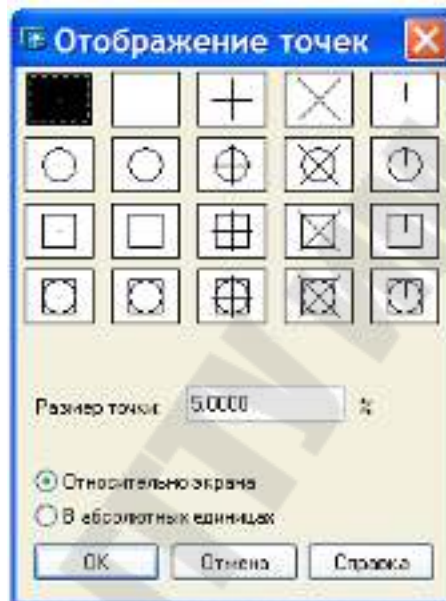 Отображение точек
Размер точки: 5.0000 %
Относительно экрана
В абсолютных единицах
OK Отмена Справка